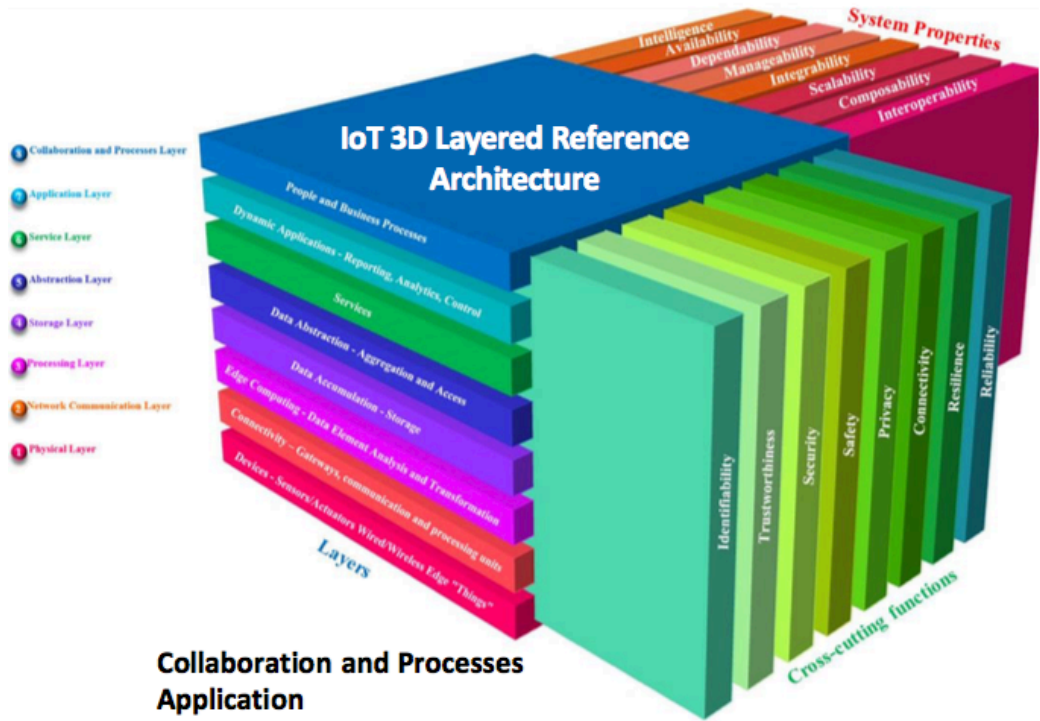 System Properties
Intelligence
Availability
Dependability
Manageability
Integrability
Scalability
Composability
Interoperability
IoT 3D Layered Reference
Architecture
8 Collaboration and Processes Layer
7 Application Layer
6 Service Layer
5 Abstraction Layer
4 Storage Layer
3 Processing Layer
2 Network Communication Layer
1 Physical Layer
People and Business Processes
Dynamic Applications - Reporting, Analytics, Control
Services
Data Abstraction - Aggregation and Access
Data Accumulation - Storage
Edge Computing - Data Element Analysis and Transformation
Connectivity – Gateways, communication and processing units
Devices - Sensors/Actuators Wired/Wireless Edge "Things"
Layers
Identifiability
Trustworthiness
Security
Safety
Privacy
Connectivity
Resilience
Reliability
Cross-cutting functions
Collaboration and Processes
Application